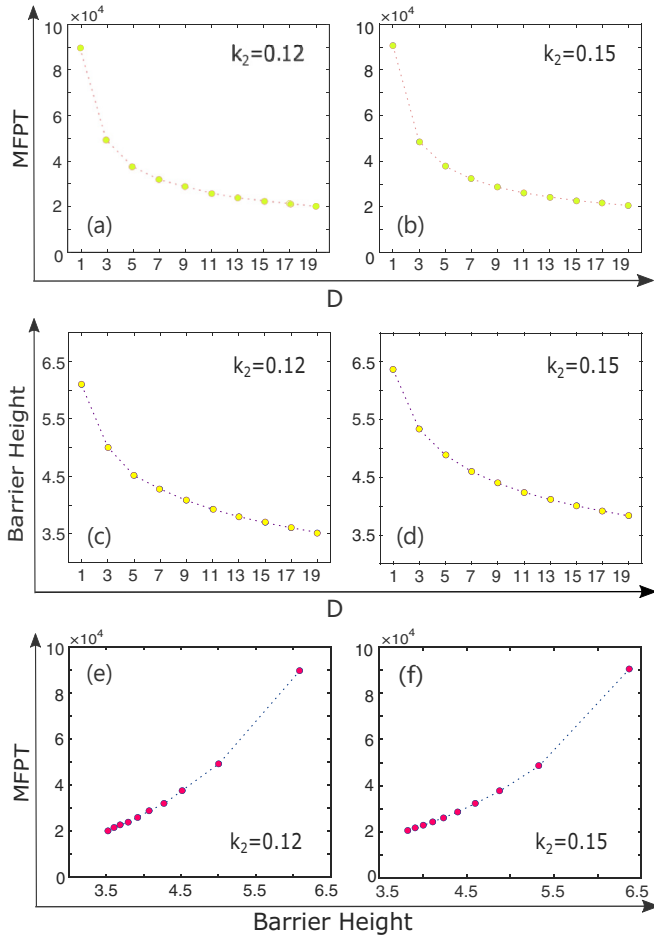 ×10⁴ ×10⁴
10 10
k₂=0.12 k₂=0.15
8 8
MFPT
6 6
4 4
2 2
(a) (b)
0 0
1 3 5 7 9 11 13 15 17 19 1 3 5 7 9 11 13 15 17 19
D
6.5 k₂=0.12 6.5 k₂=0.15
Barrier Height
5.5 5.5
4.5 4.5
3.5 (c) 3.5 (d)
1 3 5 7 9 11 13 15 17 19 1 3 5 7 9 11 13 15 17 19
D
×10⁴ ×10⁴
10 10
(e) (f)
8 8
MFPT
6 6
4 4
2 2
k₂=0.12 k₂=0.15
0 0
3.5 4.5 5.5 6.5 3.5 4.5 5.5 6.5
Barrier Height